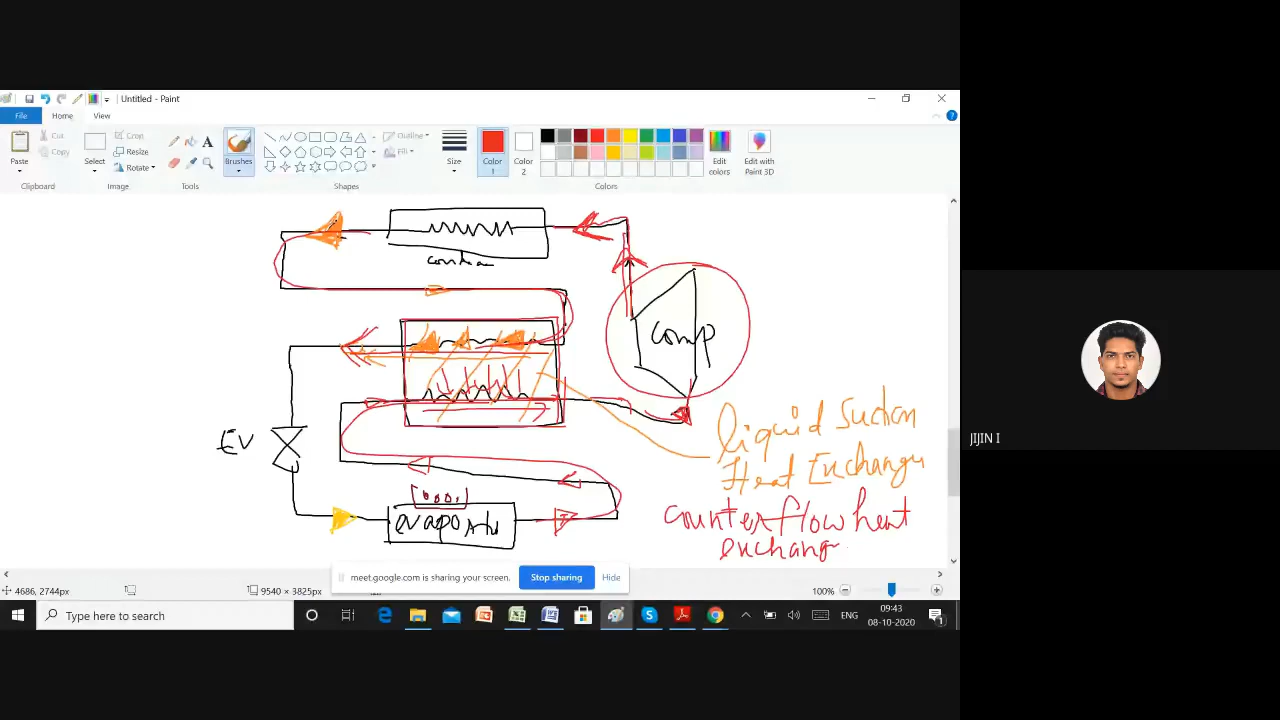 Untitled - Paint
File
Home
View
Paste
Cut
Copy
Clipboard
Select
Crop
Resize
Rotate
Image
Tools
Brushes
Shapes
Outline
Fill
Size
Color
1
Color
2
Colors
Edit
colors
Edit with
Paint 3D
comp
EV
liquid Suction
Heat Exchanger
counterflow heat
exchang
JIJIN I
meet.google.com is sharing your screen.
Stop sharing
Hide
4686, 2744px
9540 × 3825px
100%
Type here to search
ENG
09:43
08-10-2020
1